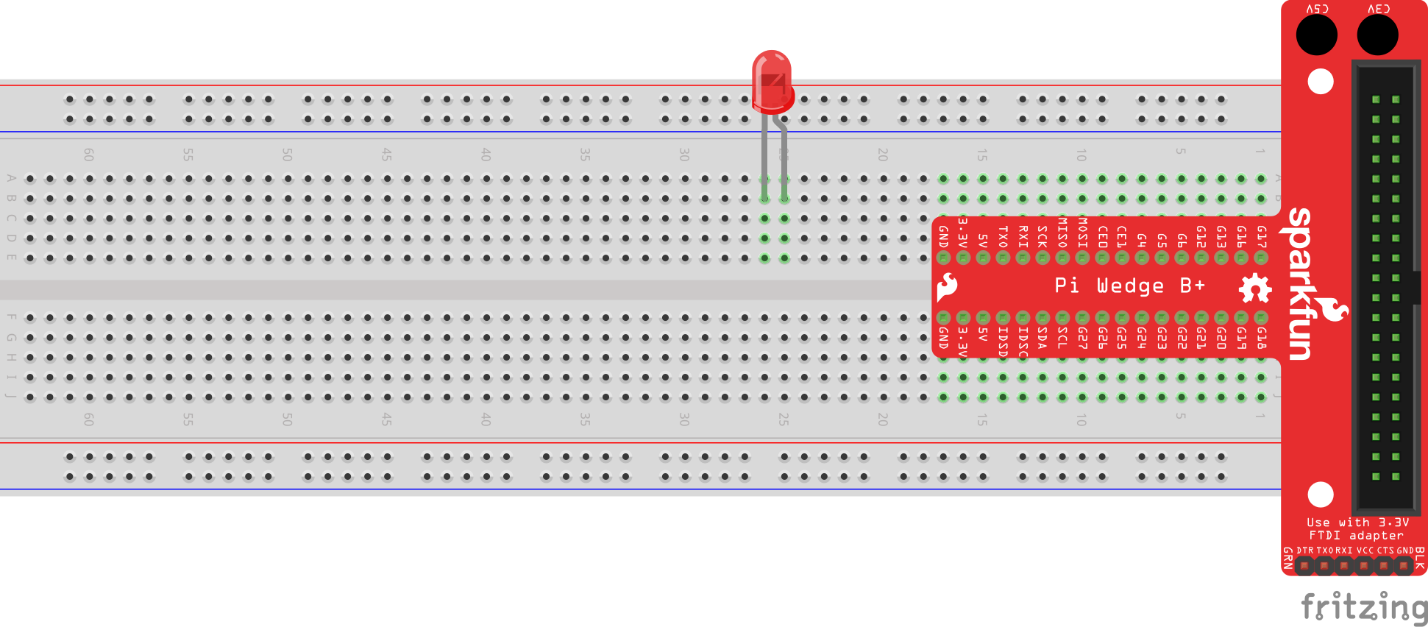 C5V C3V
60 55 50 45 40 35 30 25 20 15 10 5 1
A A
B B
C
D
E
GND 3.3V 5V TXO RXI SCK MISO MOSI CE0 CE1 G4 G5 G6 G12 G13 G16 G17
Pi Wedge B+
GND 3.3V 5V IDSD IDSC SDA SCL G27 G26 G25 G24 G23 G22 G21 G20 G19 G18
F
G
H
I I
J J
60 55 50 45 40 35 30 25 20 15 10 5 1
sparkfun
Use with 3.3V
FTDI adapter
GRN DTR TXO RXI VCC CTS GND BLK
fritzing